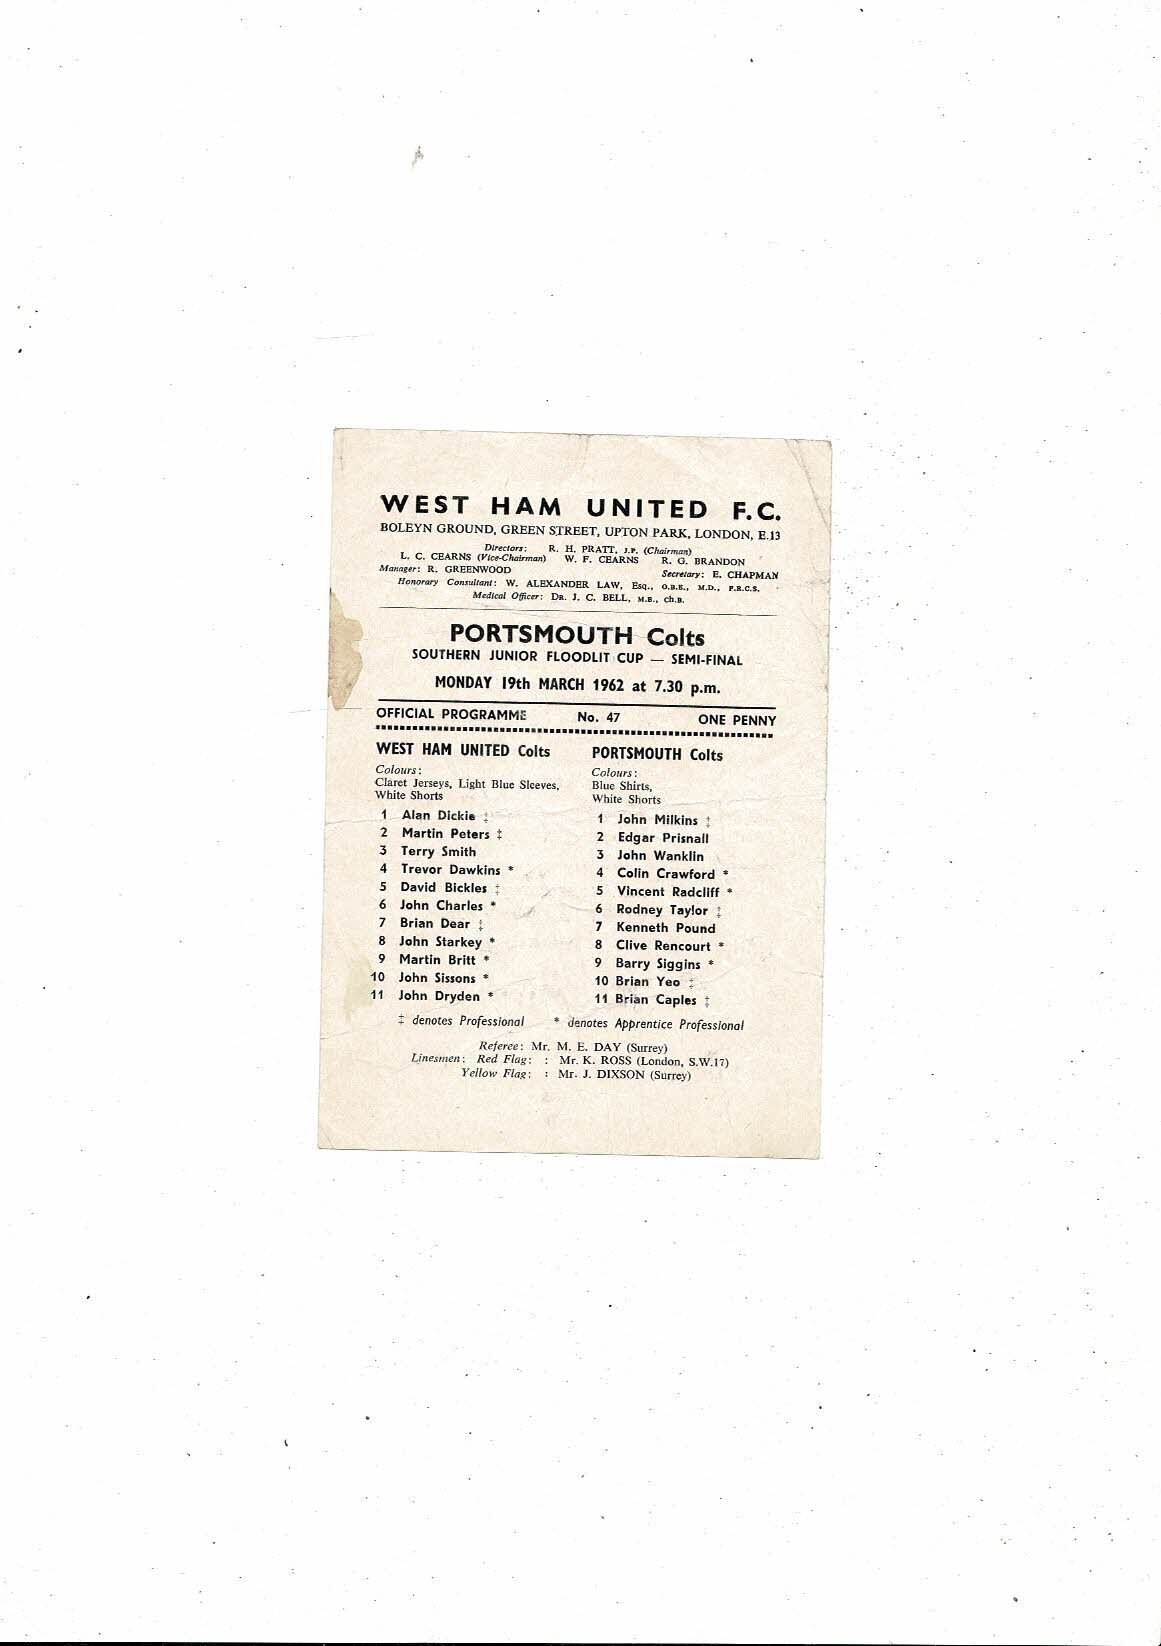 WEST HAM UNITED F.C.
BOLEYN GROUND, GREEN STREET, UPTON PARK, LONDON, E.13
Directors: R. H. PRATT, J.P. (Chairman)
L. C. CEARNS (Vice-Chairman) W. F. CEARNS R. G. BRANDON
Manager: R. GREENWOOD Secretary: E. CHAPMAN
Honorary Consultant: W. ALEXANDER LAW, Esq., O.B.E., M.D., F.R.C.S.
Medical Officer: DR. J. C. BELL, M.B., Ch.B.
PORTSMOUTH Colts
SOUTHERN JUNIOR FLOODLIT CUP — SEMI-FINAL
MONDAY 19th MARCH 1962 at 7.30 p.m.
OFFICIAL PROGRAMME No. 47 ONE PENNY
WEST HAM UNITED Colts
Colours:
Claret Jerseys, Light Blue Sleeves,
White Shorts
1 Alan Dickie ‡
2 Martin Peters ‡
3 Terry Smith
4 Trevor Dawkins *
5 David Bickles ‡
6 John Charles *
7 Brian Dear ‡
8 John Starkey *
9 Martin Britt *
10 John Sissons *
11 John Dryden *
PORTSMOUTH Colts
Colours:
Blue Shirts,
White Shorts
1 John Milkins ‡
2 Edgar Prisnall
3 John Wanklin
4 Colin Crawford *
5 Vincent Radcliff *
6 Rodney Taylor ‡
7 Kenneth Pound
8 Clive Rencourt *
9 Barry Siggins *
10 Brian Yeo ‡
11 Brian Caples ‡
‡ denotes Professional * denotes Apprentice Professional
Referee: Mr. M. E. DAY (Surrey)
Linesmen: Red Flag: : Mr. K. ROSS (London, S.W.17)
Yellow Flag: : Mr. J. DIXSON (Surrey)